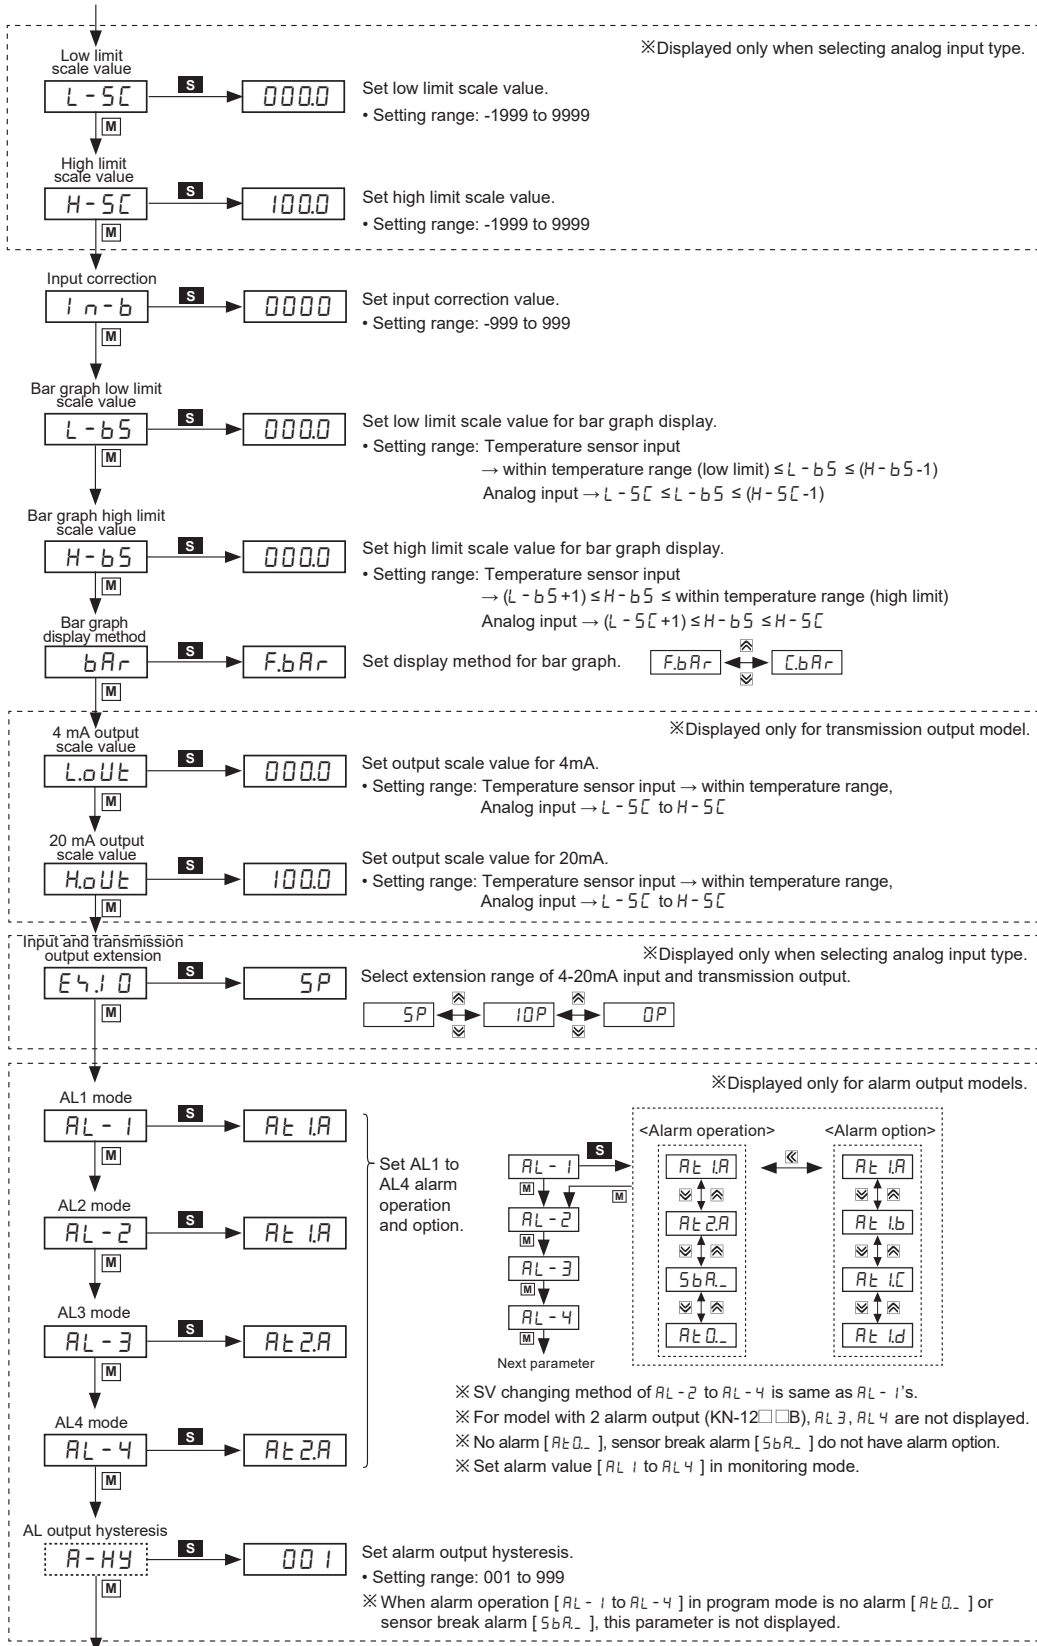 ※Displayed only when selecting analog input type.
Low limit
scale value
L-SC
S
000.0
Set low limit scale value.
• Setting range: -1999 to 9999
M
High limit
scale value
H-SC
S
100.0
Set high limit scale value.
• Setting range: -1999 to 9999
M
Input correction
In-b
S
0000
Set input correction value.
• Setting range: -999 to 999
M
Bar graph low limit
scale value
L-bS
S
000.0
Set low limit scale value for bar graph display.
• Setting range: Temperature sensor input
→ within temperature range (low limit) ≤ L-bS ≤ (H-bS-1)
Analog input → L-SC ≤ L-bS ≤ (H-SC-1)
M
Bar graph high limit
scale value
H-bS
S
000.0
Set high limit scale value for bar graph display.
• Setting range: Temperature sensor input
→ (L-bS+1) ≤ H-bS ≤ within temperature range (high limit)
Analog input → (L-SC+1) ≤ H-bS ≤ H-SC
M
Bar graph
display method
bAr
S
F.bAr
Set display method for bar graph.
F.bAr
C.bAr
M
※Displayed only for transmission output model.
4 mA output
scale value
L.oUt
S
000.0
Set output scale value for 4mA.
• Setting range: Temperature sensor input → within temperature range,
Analog input → L-SC to H-SC
M
20 mA output
scale value
H.oUt
S
100.0
Set output scale value for 20mA.
• Setting range: Temperature sensor input → within temperature range,
Analog input → L-SC to H-SC
M
Input and transmission
output extension
※Displayed only when selecting analog input type.
E4.IO
S
5P
Select extension range of 4-20mA input and transmission output.
5P
10P
0P
M
※Displayed only for alarm output models.
AL1 mode
AL-1
S
At1.A
M
AL2 mode
AL-2
S
At1.A
M
AL3 mode
AL-3
S
At2.A
M
AL4 mode
AL-4
S
At2.A
M
Set AL1 to
AL4 alarm
operation
and option.
AL-1
S
M
M
AL-2
M
AL-3
M
AL-4
M
Next parameter
<Alarm operation>
At1.A
At2.A
SbA._
At0._
<Alarm option>
At1.A
At1.b
At1.C
At1.d
※ SV changing method of AL-2 to AL-4 is same as AL-1's.
※ For model with 2 alarm output (KN-12□□B), AL3, AL4 are not displayed.
※ No alarm [ At0._ ], sensor break alarm [ SbA._ ] do not have alarm option.
※ Set alarm value [ AL1 to AL4 ] in monitoring mode.
AL output hysteresis
A-HY
S
001
Set alarm output hysteresis.
• Setting range: 001 to 999
※ When alarm operation [ AL-1 to AL-4 ] in program mode is no alarm [ At0._ ] or
sensor break alarm [ SbA._ ], this parameter is not displayed.
M